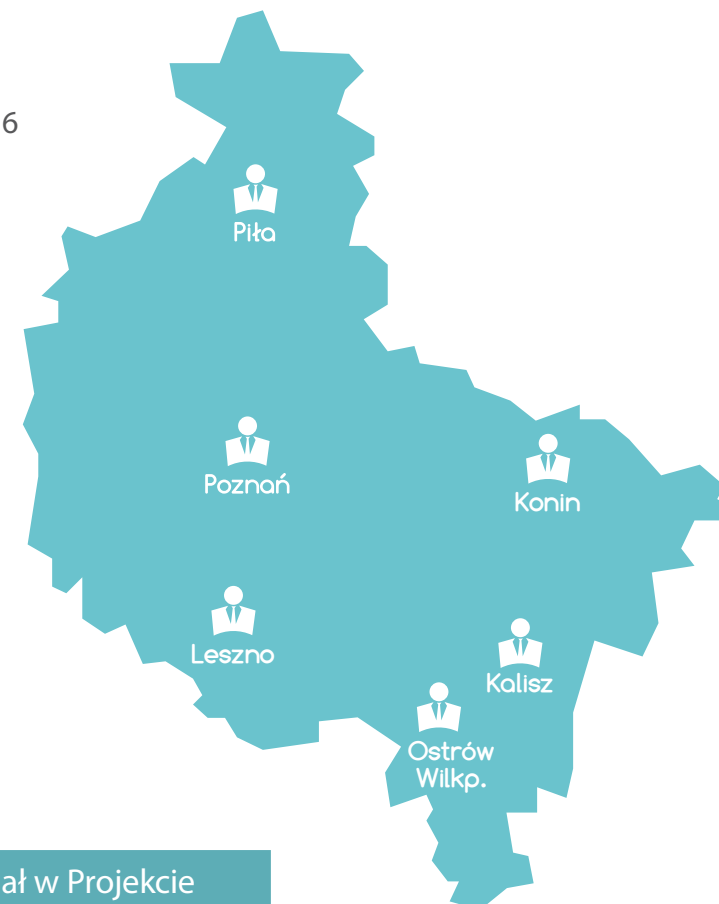 6
Piła
Poznań
Konin
Leszno
Kalisz
Ostrów
Wilkp.
ał w Projekcie